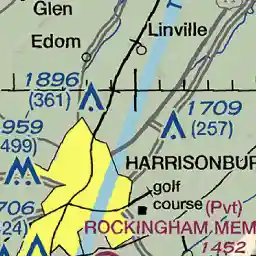 Glen
Linville
Edom
1896
(361)
1709
(257)
959
499)
HARRISONBUR
golf
course
(Pvt)
706
24)
ROCKINGHAM MEM
1452